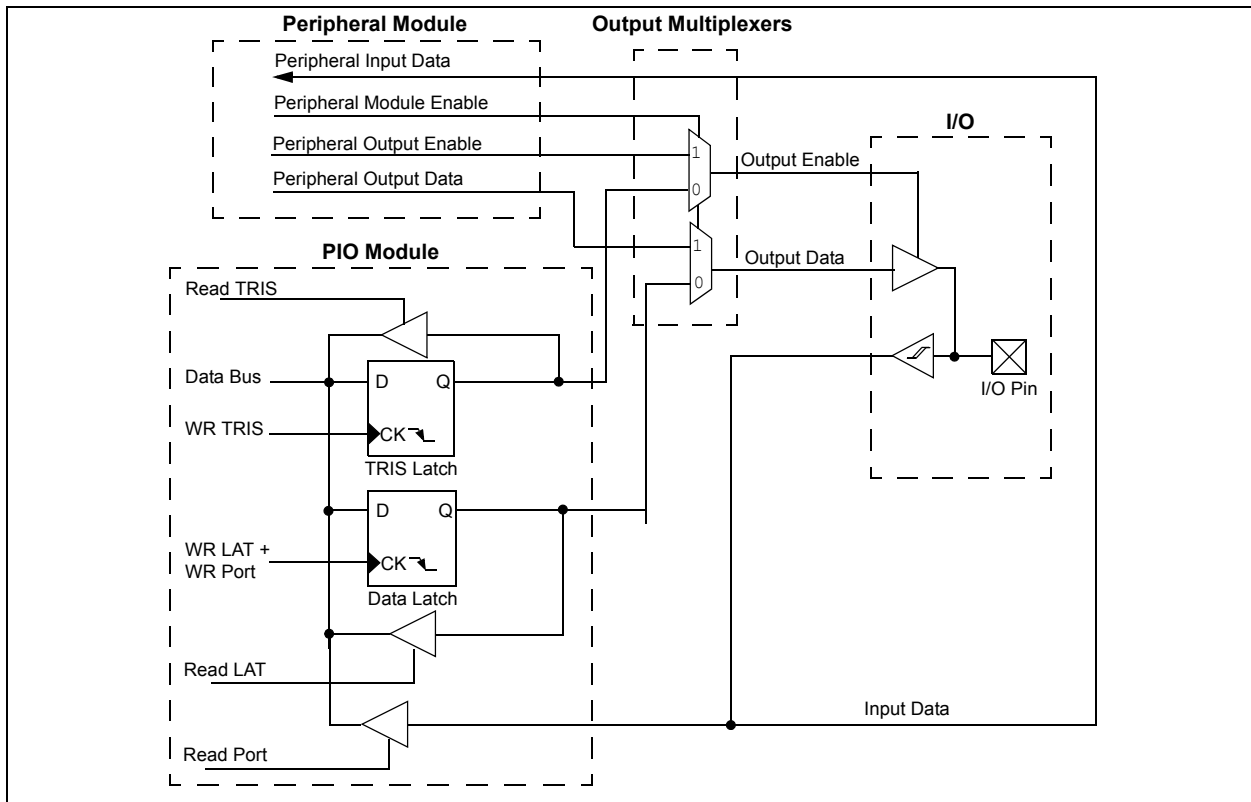 Peripheral Module
Output Multiplexers
Peripheral Input Data
Peripheral Module Enable
Peripheral Output Enable
Peripheral Output Data
1
0
1
0
Output Enable
Output Data
I/O
I/O Pin
PIO Module
Read TRIS
Data Bus
D
Q
WR TRIS
CK
TRIS Latch
D
Q
WR LAT +
WR Port
CK
Data Latch
Read LAT
Read Port
Input Data